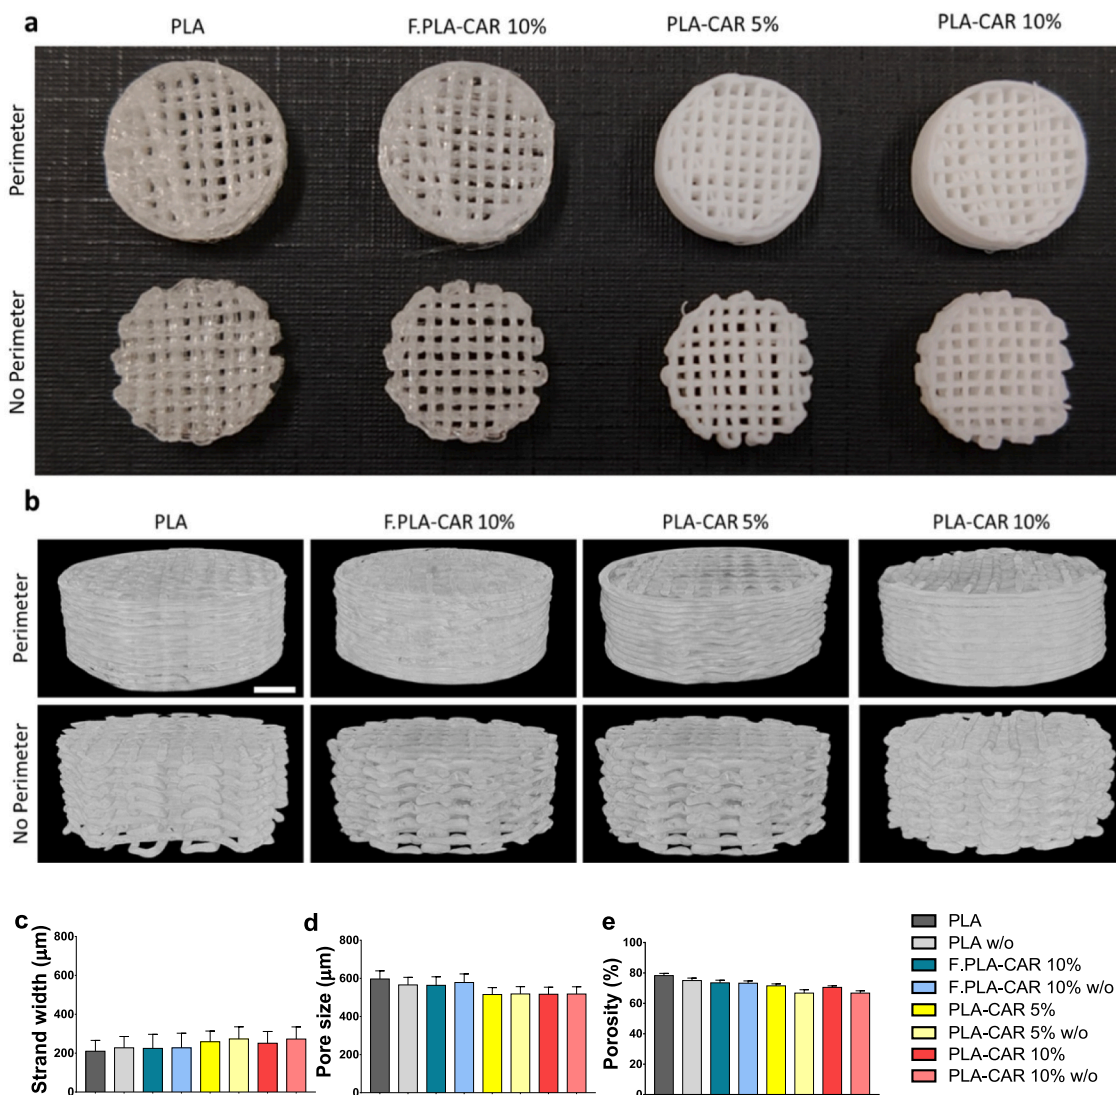 a
PLA F.PLA-CAR 10% PLA-CAR 5% PLA-CAR 10%
Perimeter
No Perimeter
b
PLA F.PLA-CAR 10% PLA-CAR 5% PLA-CAR 10%
Perimeter
No Perimeter
c
Strand width (µm)
800
600
400
200
0
d
Pore size (µm)
800
600
400
200
0
e
Porosity (%)
100
80
60
40
20
0
PLA
PLA w/o
F.PLA-CAR 10%
F.PLA-CAR 10% w/o
PLA-CAR 5%
PLA-CAR 5% w/o
PLA-CAR 10%
PLA-CAR 10% w/o